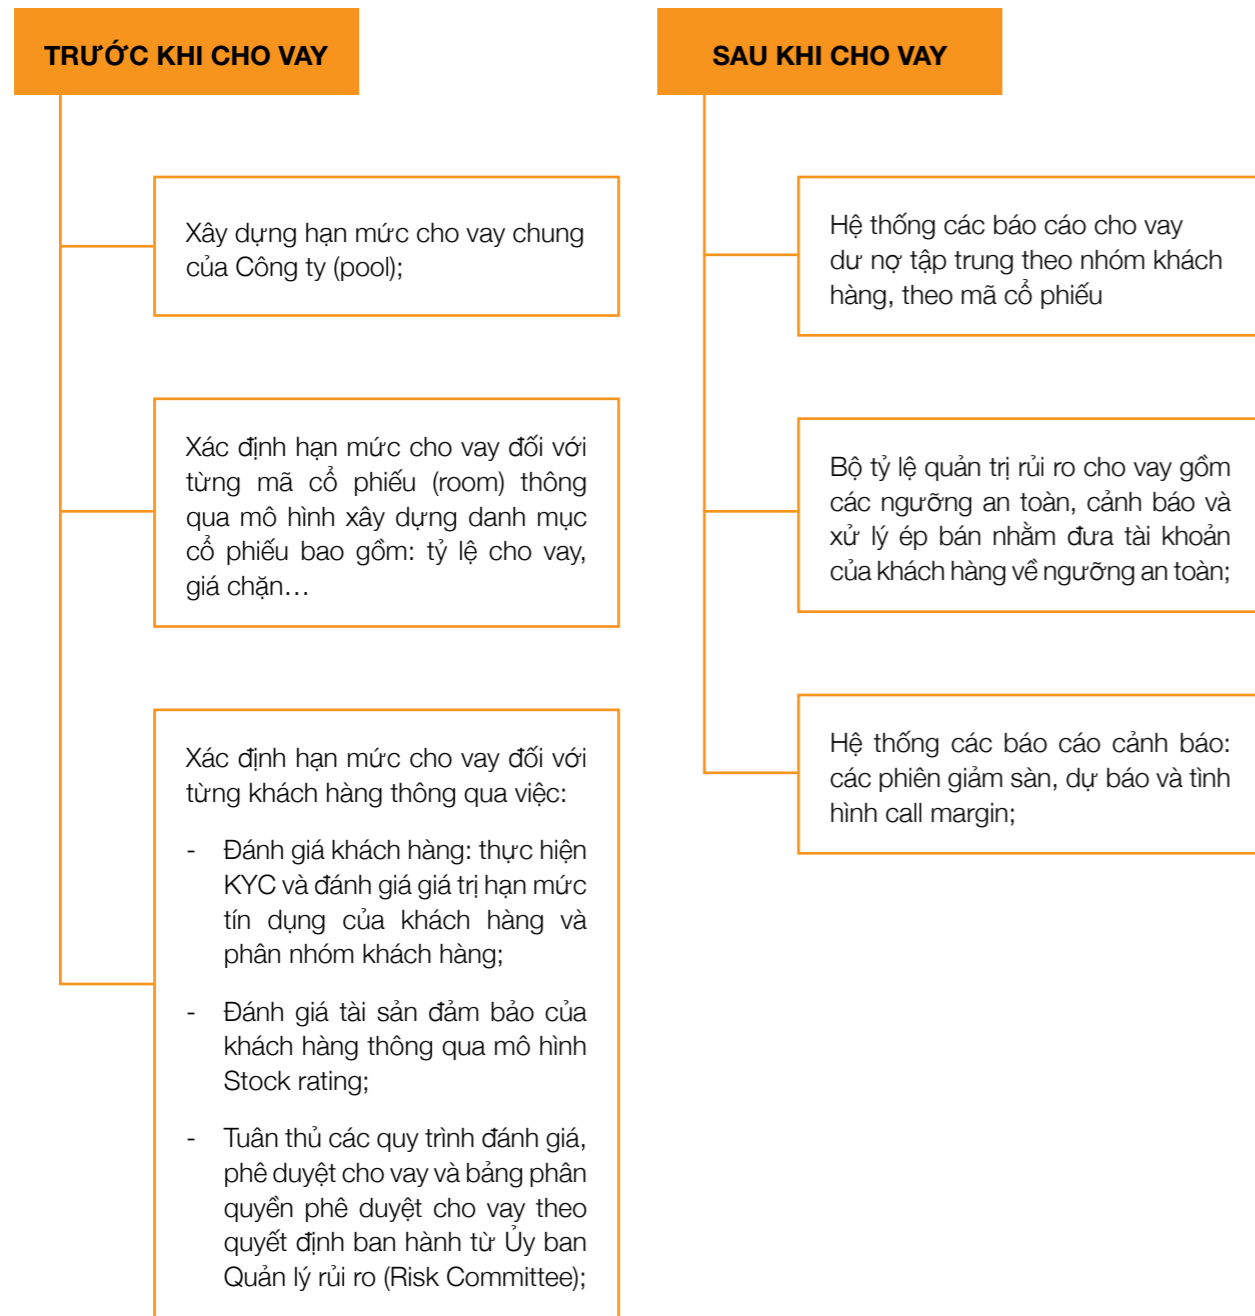 TRƯỚC KHI CHO VAY
Xây dựng hạn mức cho vay chung
của Công ty (pool);
Xác định hạn mức cho vay đối với
từng mã cổ phiếu (room) thông
qua mô hình xây dựng danh mục
cổ phiếu bao gồm: tỷ lệ cho vay,
giá chặn…
Xác định hạn mức cho vay đối với
từng khách hàng thông qua việc:
- Đánh giá khách hàng: thực hiện
KYC và đánh giá giá trị hạn mức
tín dụng của khách hàng và
phân nhóm khách hàng;
- Đánh giá tài sản đảm bảo của
khách hàng thông qua mô hình
Stock rating;
- Tuân thủ các quy trình đánh giá,
phê duyệt cho vay và bảng phân
quyền phê duyệt cho vay theo
quyết định ban hành từ Ủy ban
Quản lý rủi ro (Risk Committee);
SAU KHI CHO VAY
Hệ thống các báo cáo cho vay
dư nợ tập trung theo nhóm khách
hàng, theo mã cổ phiếu
Bộ tỷ lệ quản trị rủi ro cho vay gồm
các ngưỡng an toàn, cảnh báo và
xử lý ép bán nhằm đưa tài khoản
của khách hàng về ngưỡng an toàn;
Hệ thống các báo cáo cảnh báo:
các phiên giảm sàn, dự báo và tình
hình call margin;